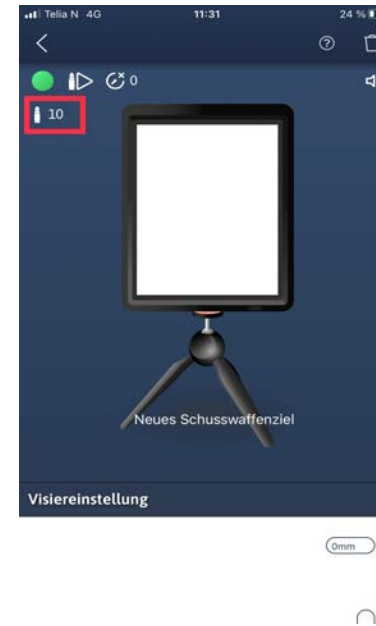 Telia N 4G 11:31 24 %
0
10
Neues Schusswaffenziel
Visiereinstellung
0mm